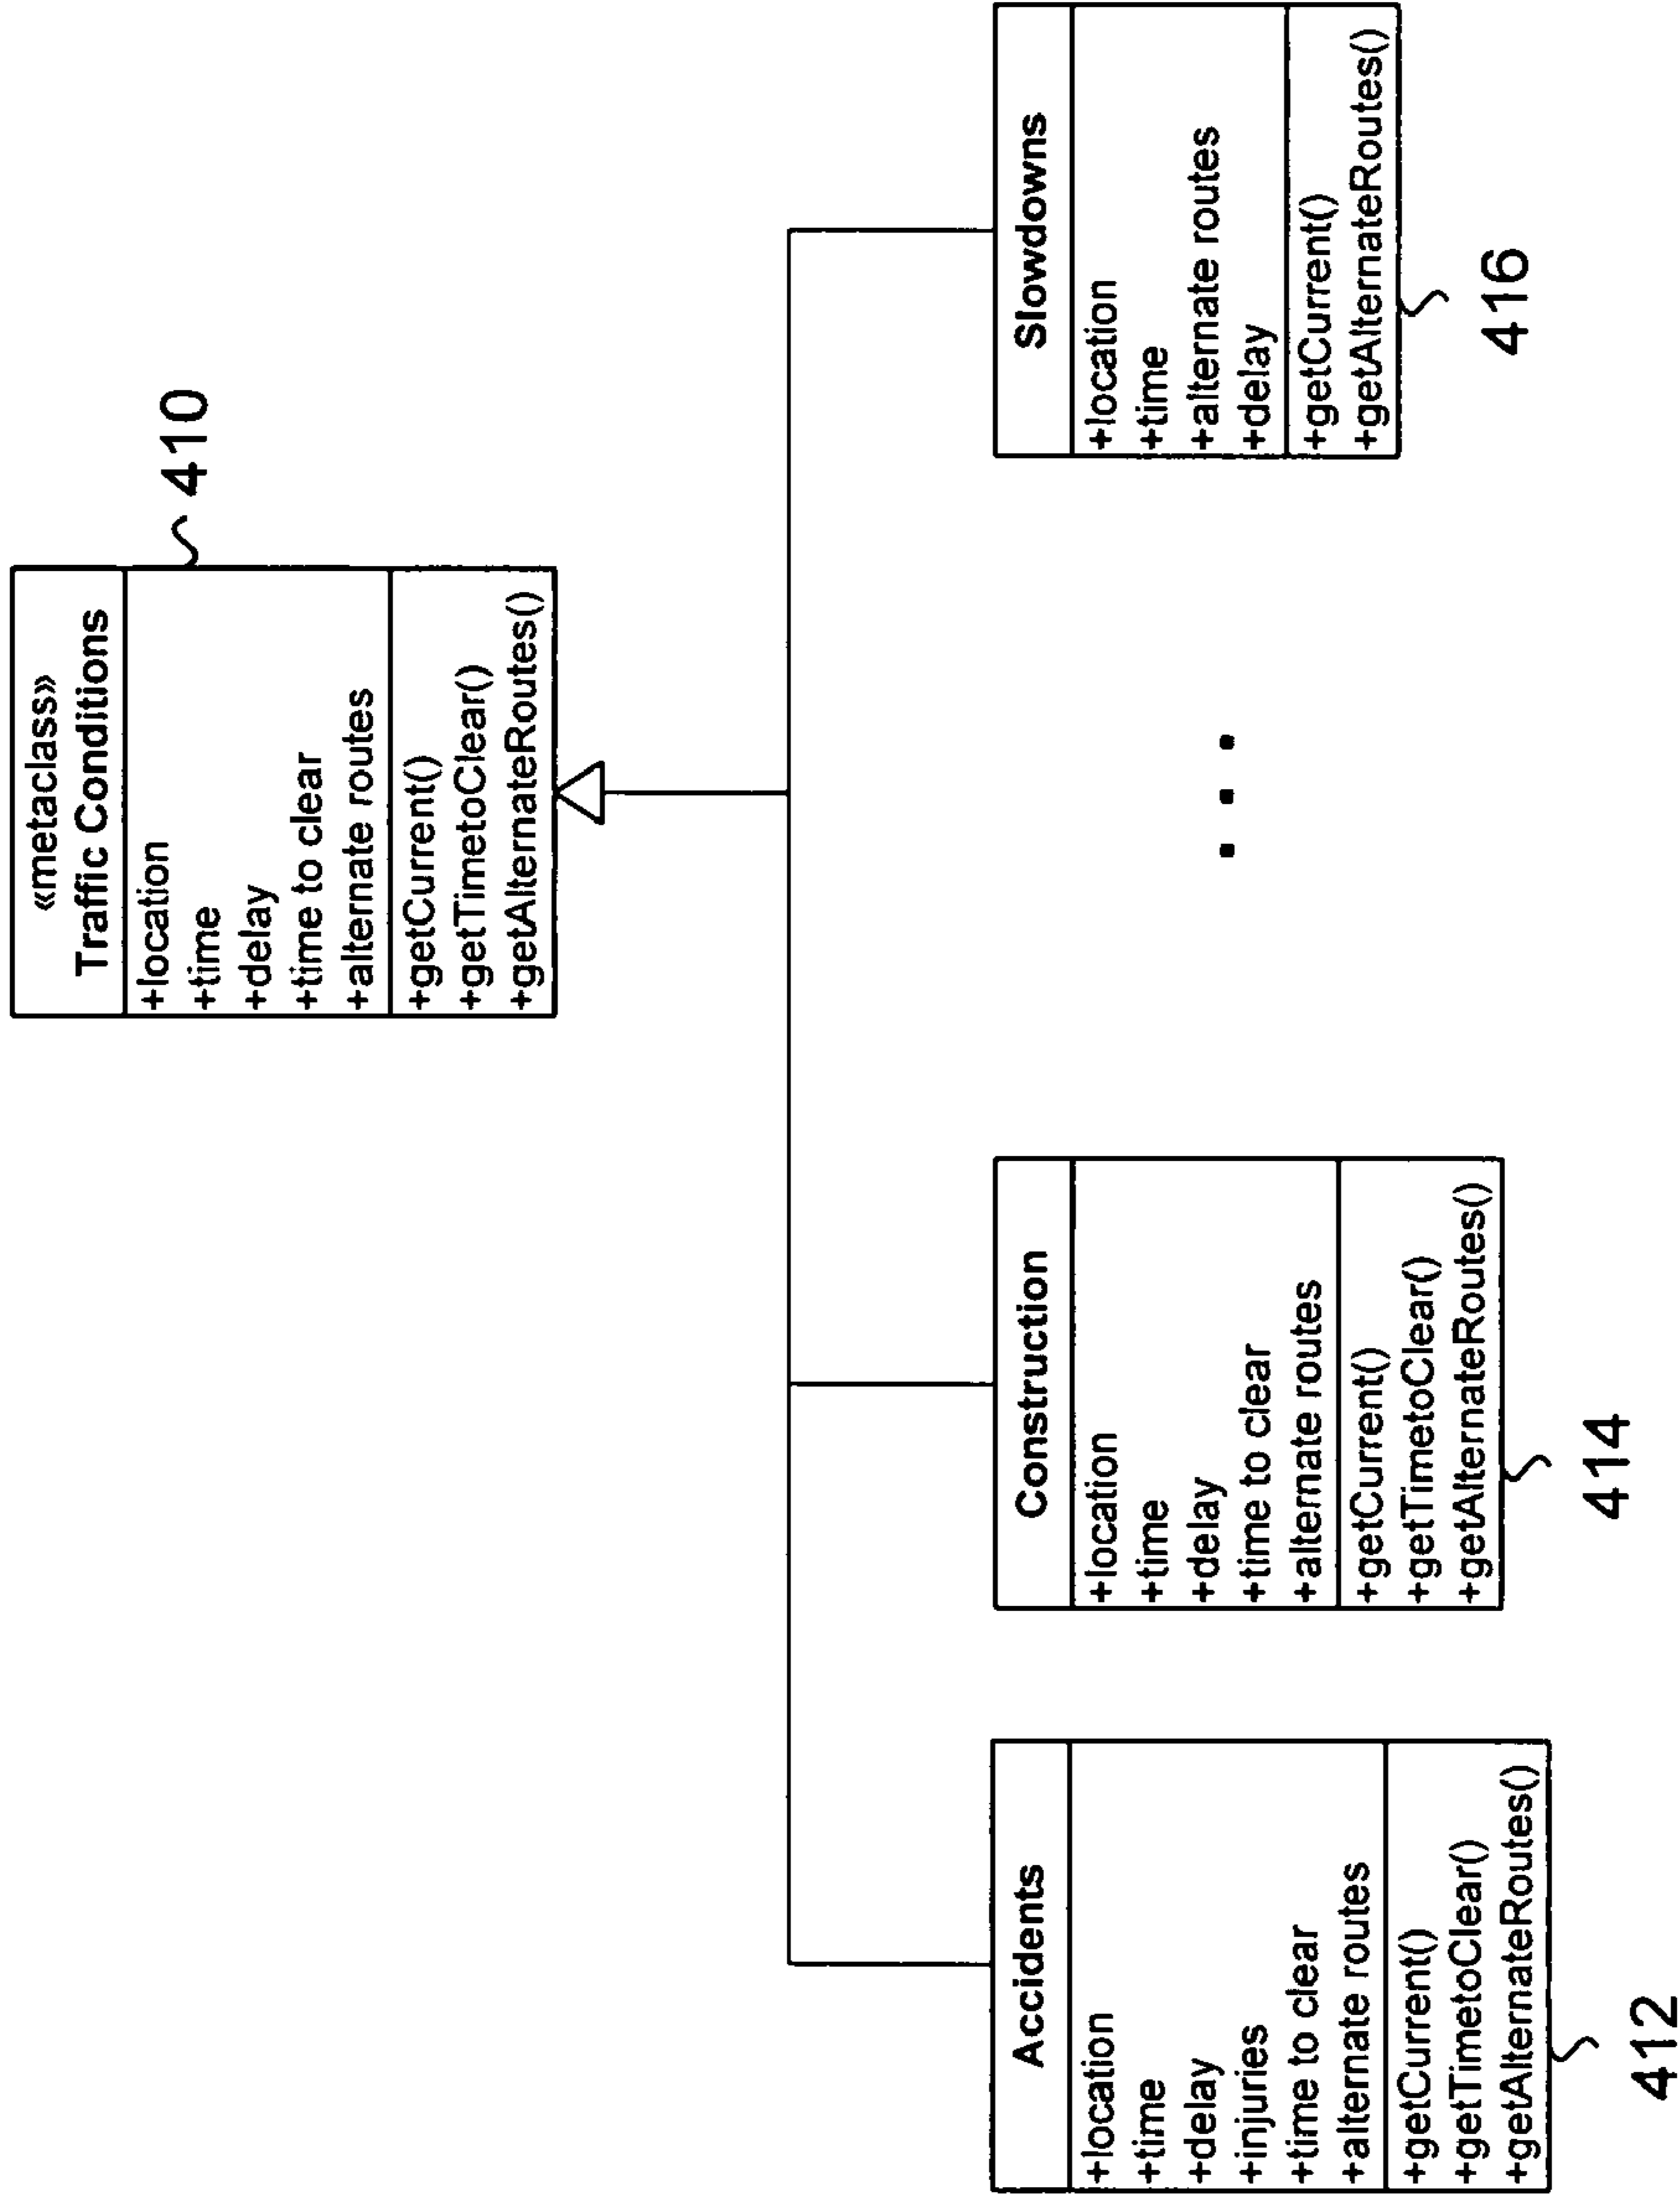 «metaclass»
Traffic Conditions
+location
+time
+delay
+time to clear
+alternate routes
+getCurrent()
+getTimetoClear()
+getAlternateRoutes()
410
Accidents
+location
+time
+delay
+injuries
+time to clear
+alternate routes
+getCurrent()
+getTimetoClear()
+getAlternateRoutes()
412
Construction
+location
+time
+delay
+time to clear
+alternate routes
+getCurrent()
+getTimetoClear()
+getAlternateRoutes()
414
. . .
Slowdowns
+location
+time
+alternate routes
+delay
+getCurrent()
+getAlternateRoutes()
416